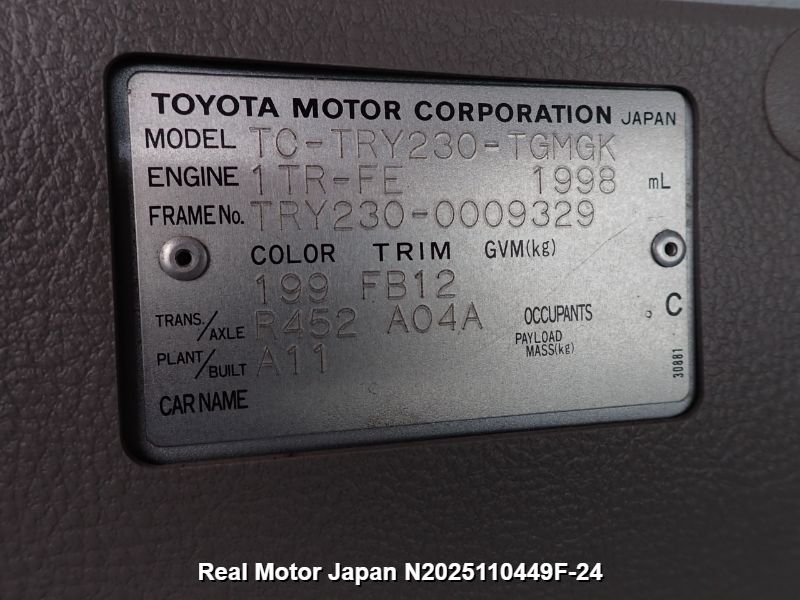 TOYOTA MOTOR CORPORATION JAPAN
MODEL TC-TRY230-TGMGK
ENGINE 1TR-FE 1998 mL
FRAME No. TRY230-0009329
COLOR TRIM GVM(kg)
199 FB12
TRANS./AXLE R452 A04A OCCUPANTS C
PAYLOAD
MASS(kg)
PLANT/BUILT A11
30881
CAR NAME
Real Motor Japan N2025110449F-24